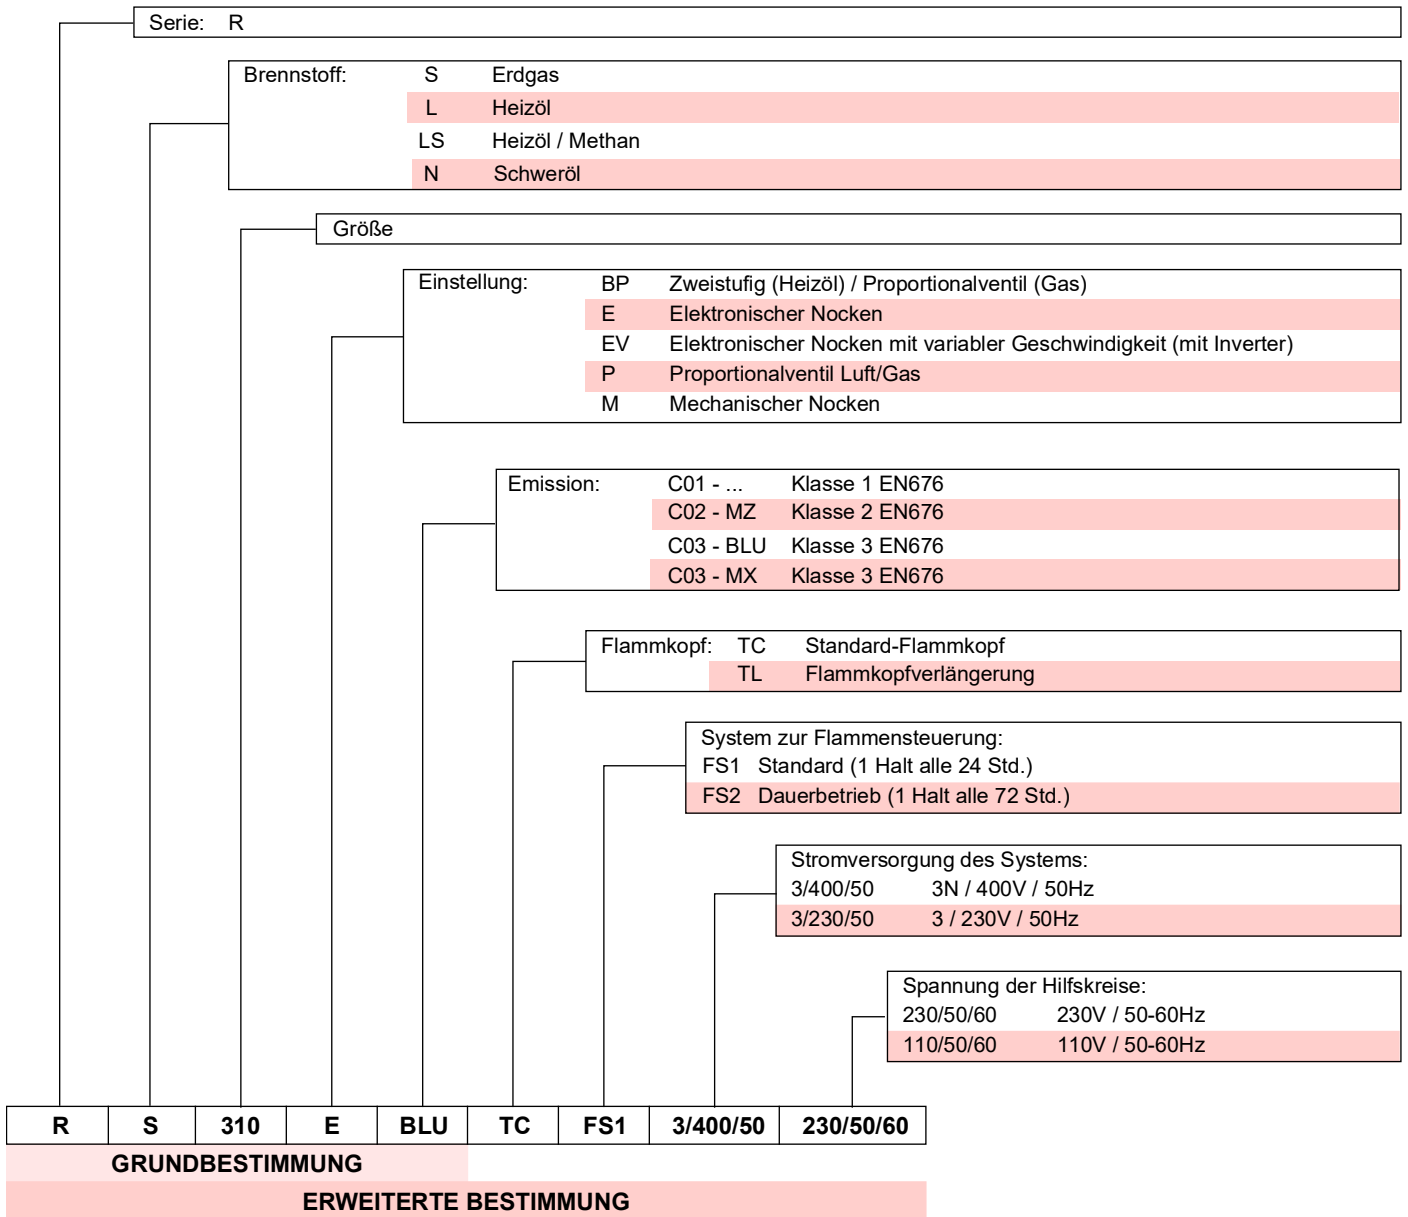 Serie: R
Brennstoff: S Erdgas
L Heizöl
LS Heizöl / Methan
N Schweröl
Größe
Einstellung: BP Zweistufig (Heizöl) / Proportionalventil (Gas)
E Elektronischer Nocken
EV Elektronischer Nocken mit variabler Geschwindigkeit (mit Inverter)
P Proportionalventil Luft/Gas
M Mechanischer Nocken
Emission: C01 - ... Klasse 1 EN676
C02 - MZ Klasse 2 EN676
C03 - BLU Klasse 3 EN676
C03 - MX Klasse 3 EN676
Flammkopf: TC Standard-Flammkopf
TL Flammkopfverlängerung
System zur Flammensteuerung:
FS1 Standard (1 Halt alle 24 Std.)
FS2 Dauerbetrieb (1 Halt alle 72 Std.)
Stromversorgung des Systems:
3/400/50 3N / 400V / 50Hz
3/230/50 3 / 230V / 50Hz
Spannung der Hilfskreise:
230/50/60 230V / 50-60Hz
110/50/60 110V / 50-60Hz
R S 310 E BLU TC FS1 3/400/50 230/50/60
GRUNDBESTIMMUNG
ERWEITERTE BESTIMMUNG